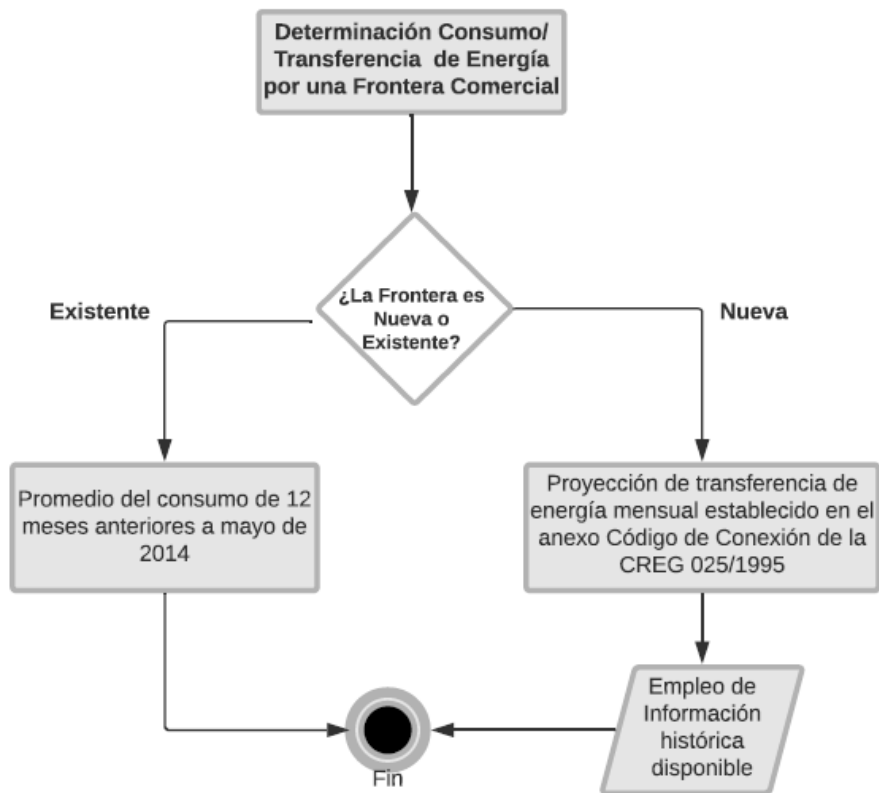 Determinación Consumo/
Transferencia de Energía
por una Frontera Comercial
¿La Frontera es
Nueva o
Existente?
Existente
Nueva
Promedio del consumo de 12
meses anteriores a mayo de
2014
Proyección de transferencia de
energía mensual establecido en el
anexo Código de Conexión de la
CREG 025/1995
Empleo de
Información
histórica
disponible
Fin